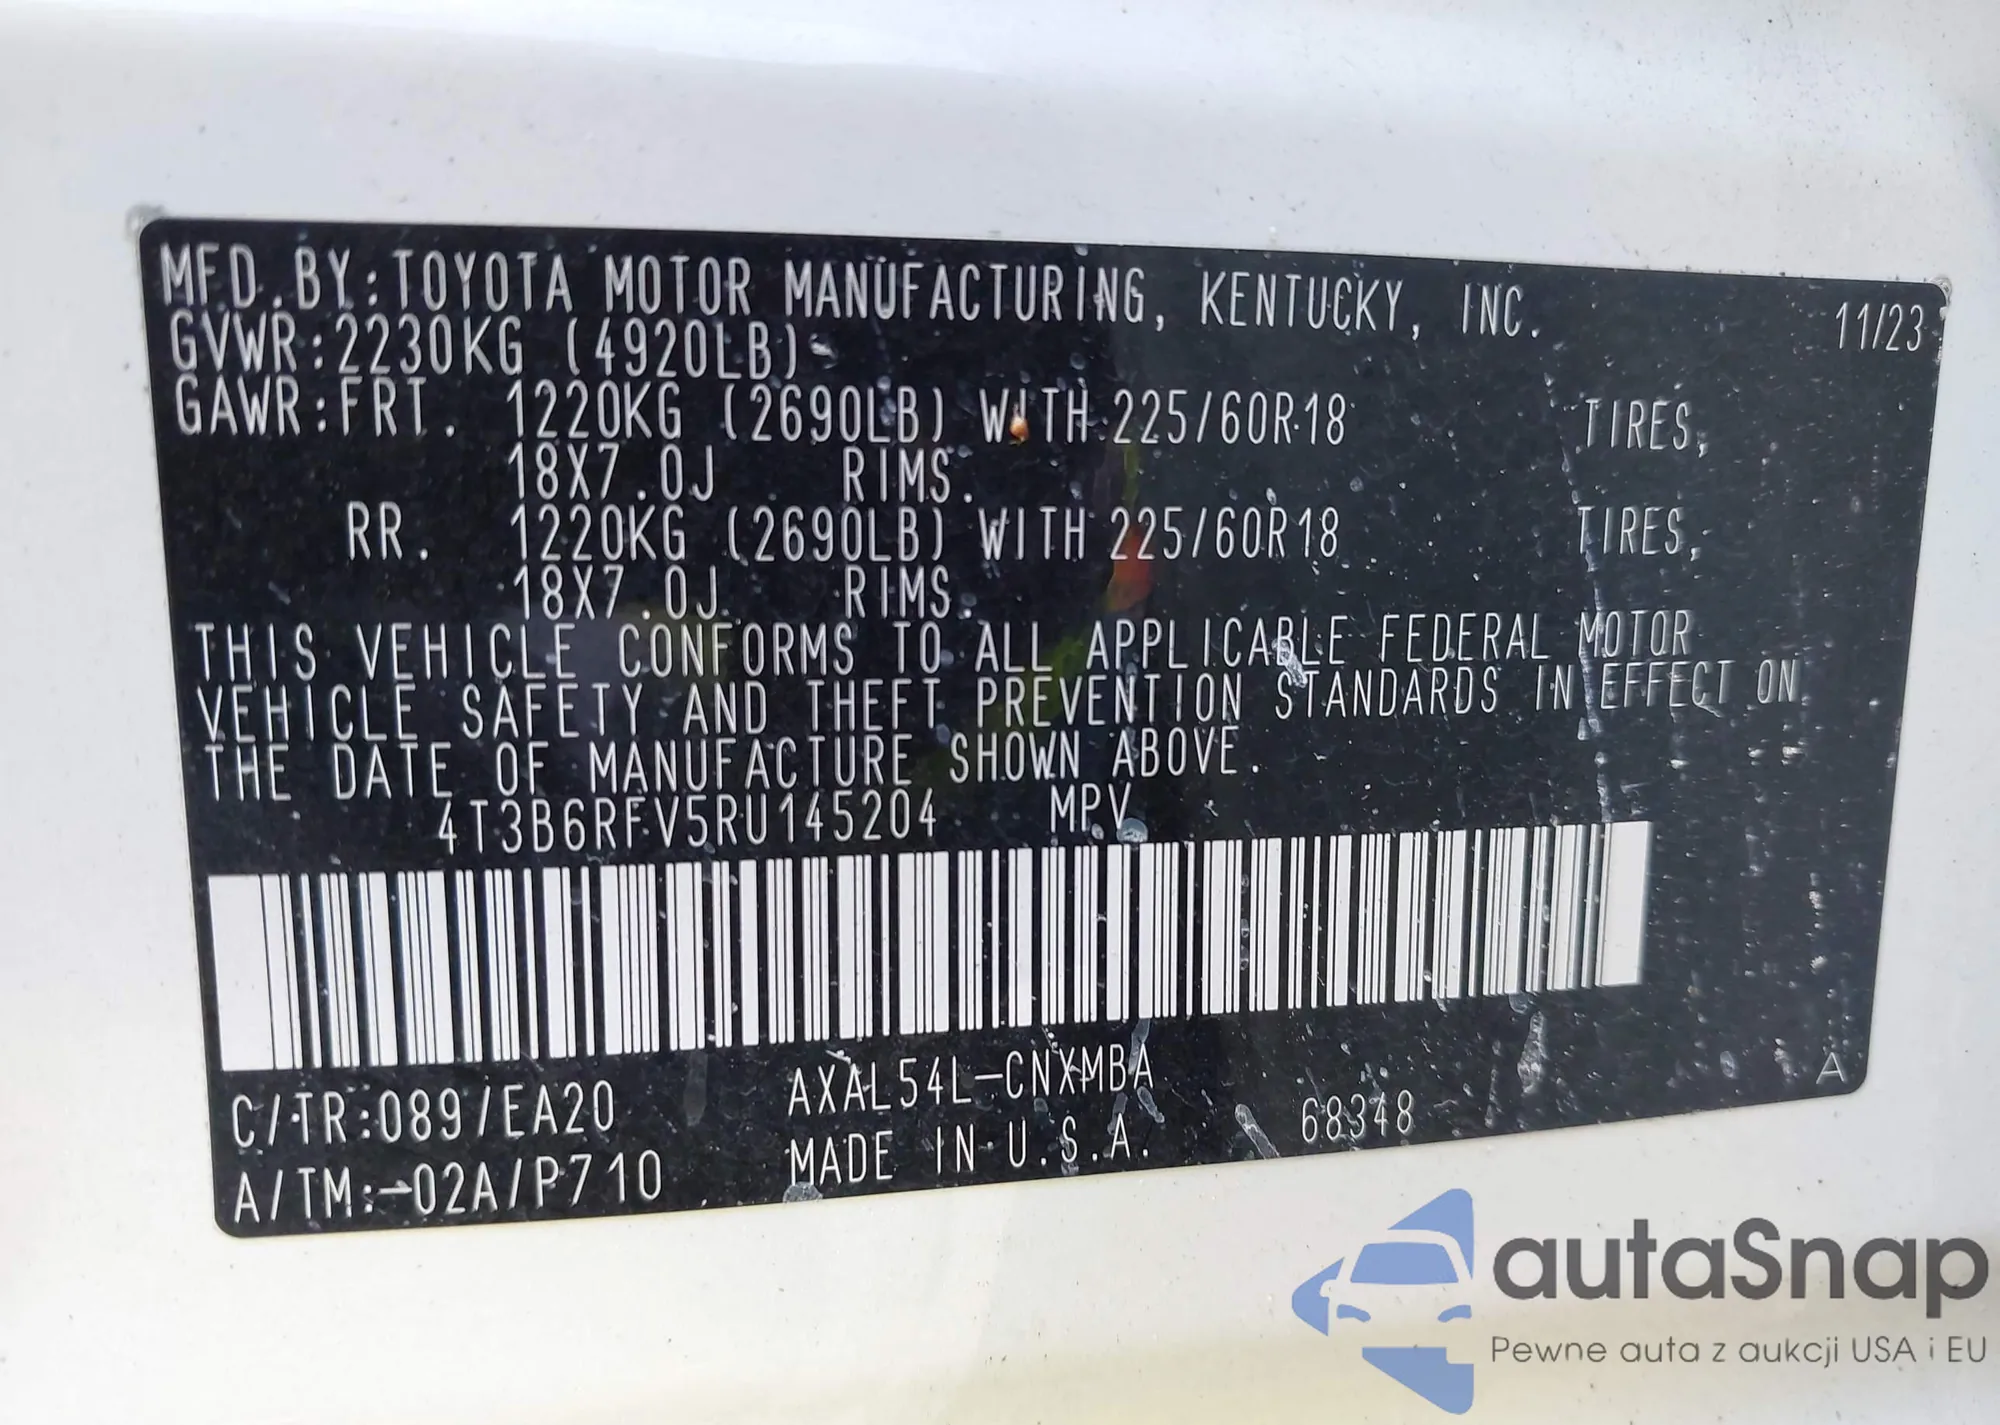 MFD.BY:TOYOTA MOTOR MANUFACTURING, KENTUCKY, INC. 11/23
GVWR:2230KG (4920LB)
GAWR:FRT. 1220KG (2690LB) WITH 225/60R18 TIRES,
18X7.0J RIMS.
RR. 1220KG (2690LB) WITH 225/60R18 TIRES,
18X7.0J RIMS.
THIS VEHICLE CONFORMS TO ALL APPLICABLE FEDERAL MOTOR
VEHICLE SAFETY AND THEFT PREVENTION STANDARDS IN EFFECT ON
THE DATE OF MANUFACTURE SHOWN ABOVE.
4T3B6RFV5RU145204 MPV
C/TR:089/EA20 AXAL54L-CNXMBA A
A/TM:-02A/P710 MADE IN U.S.A. 68348
autaSnap
Pewne auta z aukcji USA i EU